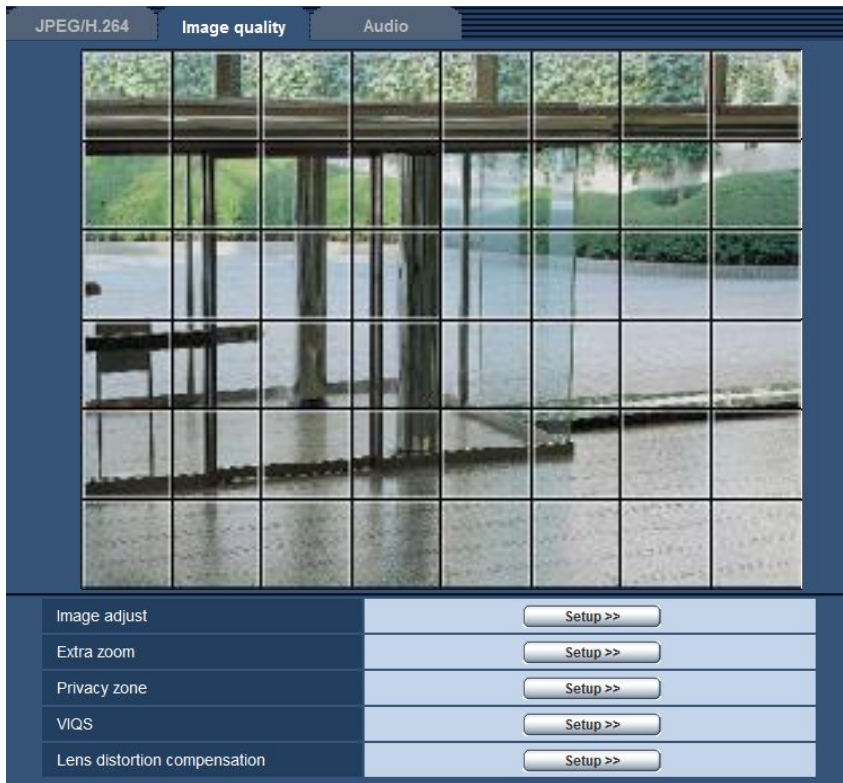 JPEG/H.264 Image quality Audio
Image adjust Setup >>
Extra zoom Setup >>
Privacy zone Setup >>
VIQS Setup >>
Lens distortion compensation Setup >>